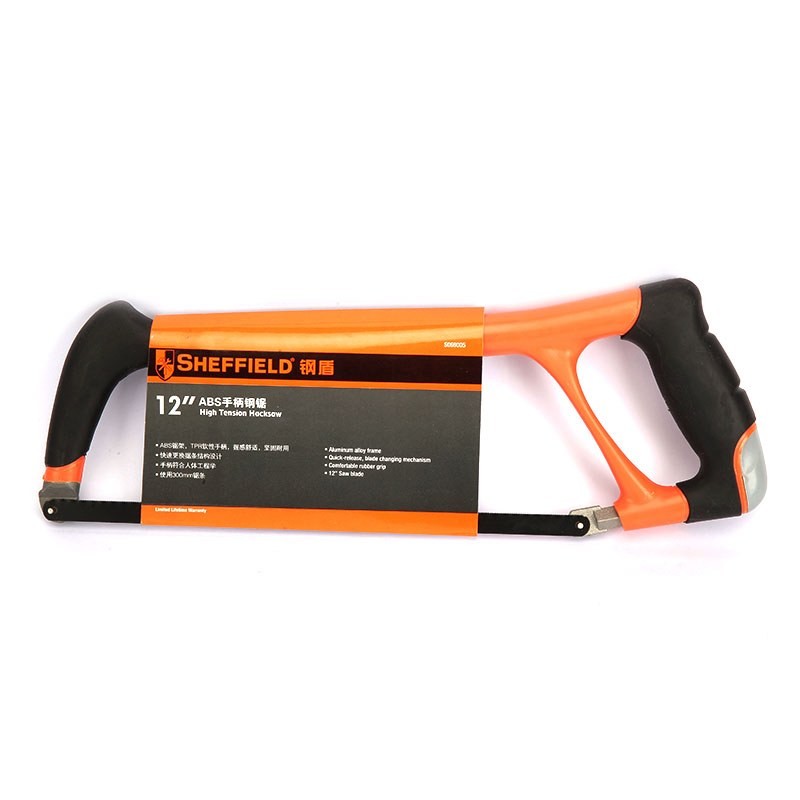 S088005
SHEFFIELD® 钢盾
12" ABS手柄钢锯
High Tension Hacksaw
• ABS锯架，TPR软性手柄，握感舒适，坚固耐用
• 快速更换锯条结构设计
• 手柄符合人体工程学
• 使用300mm锯条
• Aluminum alloy frame
• Quick-release, blade changing mechanism
• Comfortable rubber grip
• 12" Saw blade
Limited Lifetime Warranty